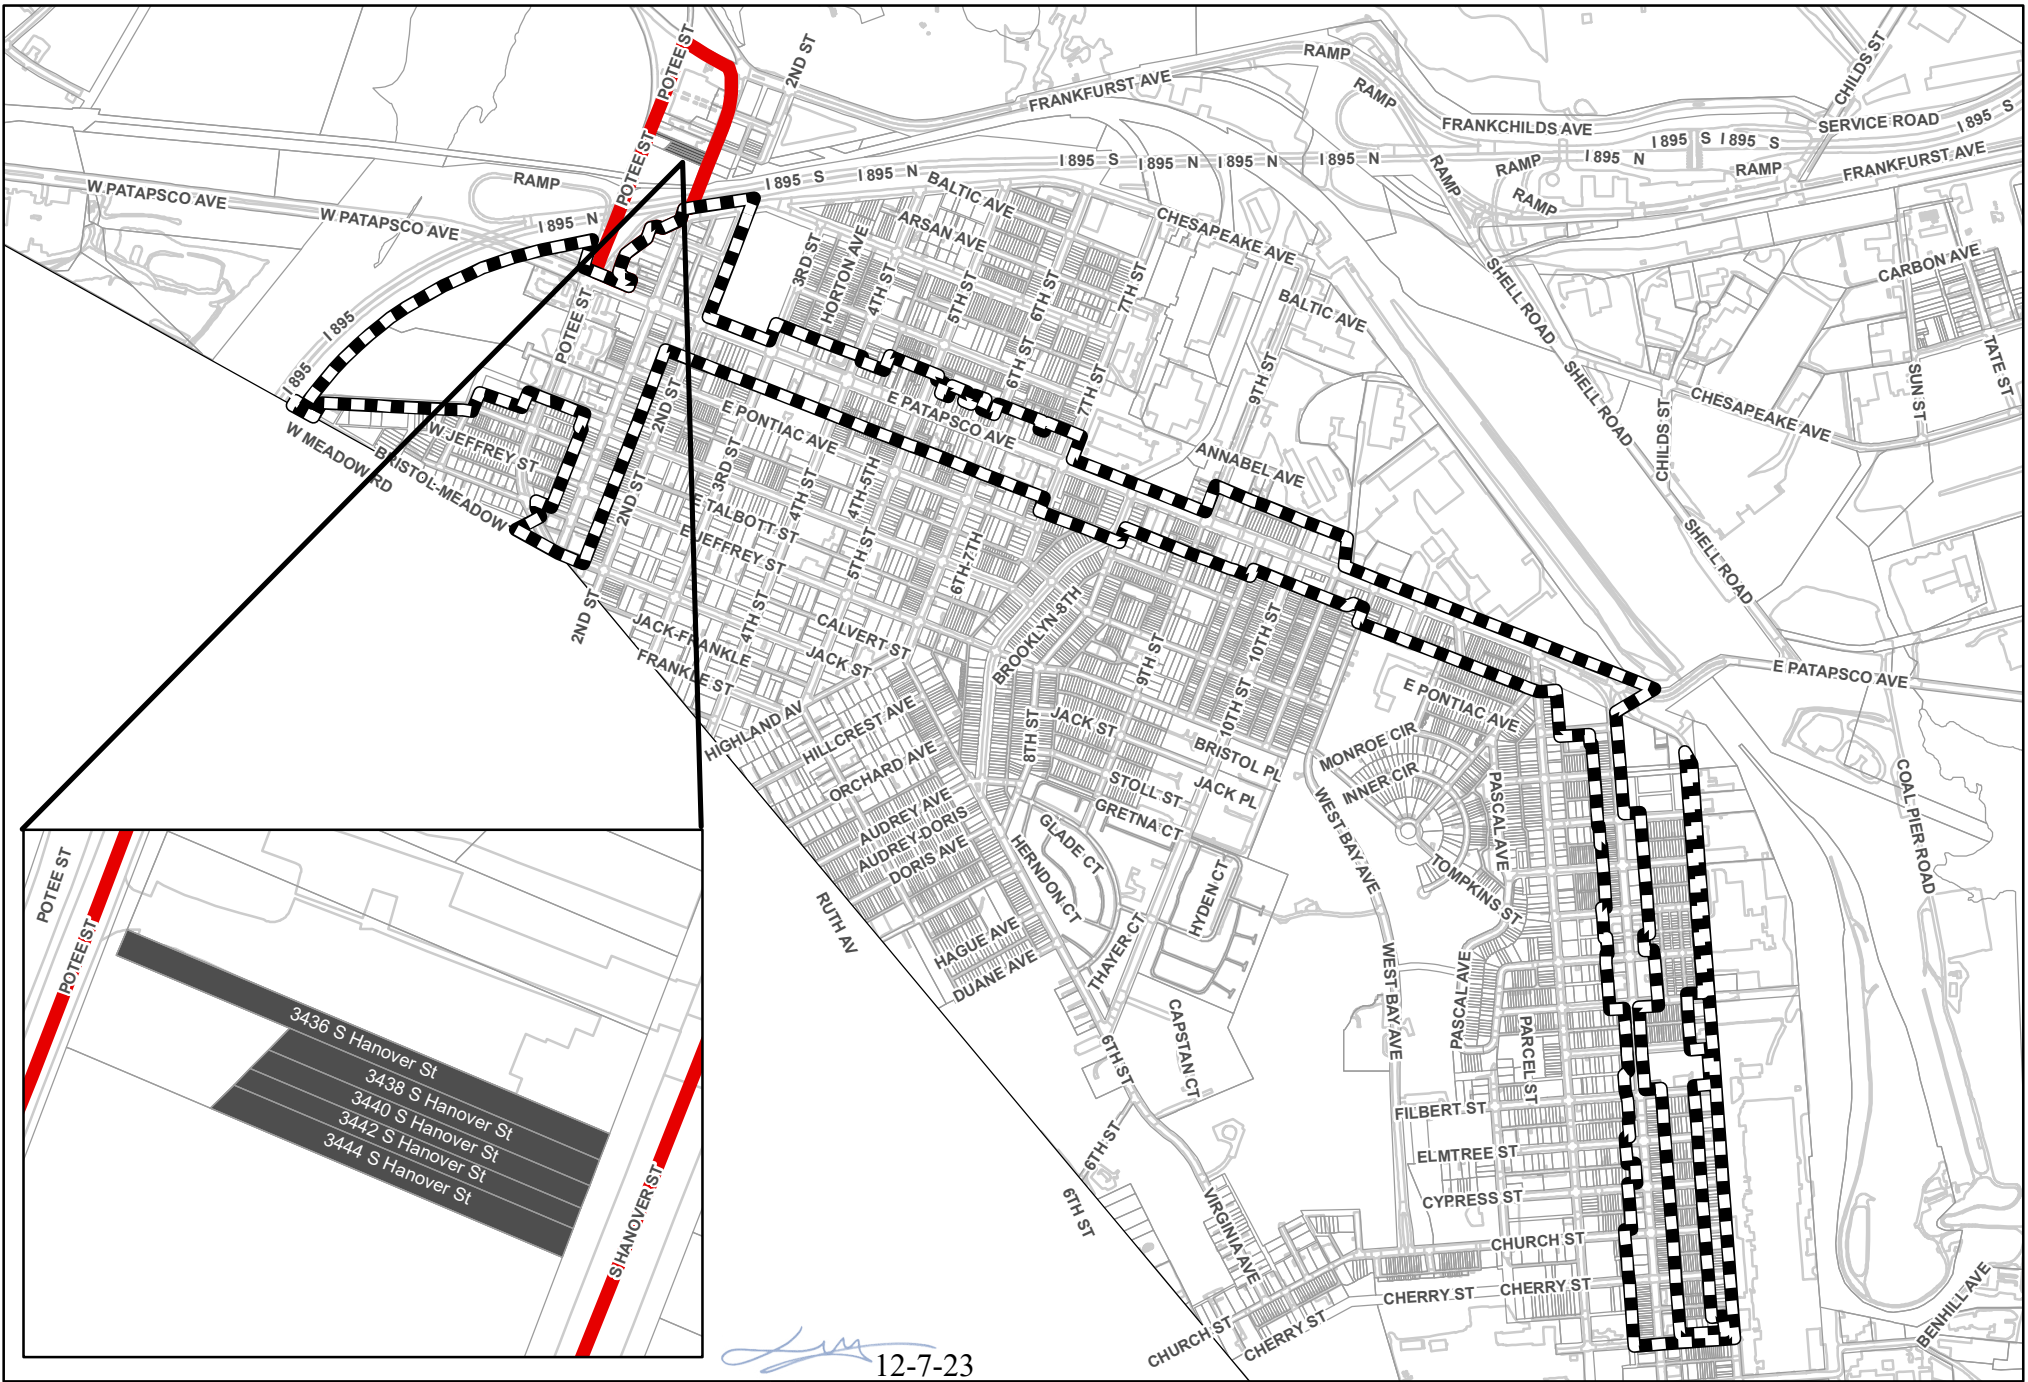 POTEE ST
2ND ST
RAMP
CHILDS ST
POTEE ST
FRANKFURST AVE
RAMP
FRANKCHILDS AVE
SERVICE ROAD
I 895 S
POTEE ST
I 895 S
I 895 N
I 895 S
I 895 N
I 895 N
I 895 N
RAMP
I 895 N
I 895 S
I 895 S
RAMP
FRANKFURST AVE
W PATAPSCO AVE
RAMP
POTEE ST
I 895 S
I 895 N
BALTIC AVE
RAMP
RAMP
W PATAPSCO AVE
I 895 N
ARSAN AVE
CHESAPEAKE AVE
3RD ST
HORTON AVE
4TH ST
5TH ST
6TH ST
7TH ST
BALTIC AVE
SHELL ROAD
CARBON AVE
I 895
POTEE ST
I 895
6TH ST
7TH ST
9TH ST
SHELL ROAD
SUN ST
TATE ST
W MEADOW RD
BRISTOL-MEADOW
W JEFFREY ST
2ND ST
E PONTIAC AVE
E PATAPSCO AVE
ANNABEL AVE
CHILDS ST
CHESAPEAKE AVE
2ND ST
3RD ST
E TALBOTT ST
4TH ST
4TH-5TH
E JEFFREY ST
5TH ST
6TH-7TH
SHELL ROAD
2ND ST
JACK-FRANKLE
FRANKLE ST
4TH ST
CALVERT ST
JACK ST
BROOKLYN-8TH
9TH ST
10TH ST
E PATAPSCO AVE
HIGHLAND AV
HILLCREST AVE
ORCHARD AVE
8TH ST
JACK ST
10TH ST
BRISTOL PL
E PONTIAC AVE
MONROE CIR
INNER CIR
PASCAL AVE
AUDREY AVE
AUDREY-DORIS
DORIS AVE
STOLL ST
JACK PL
GRETNA CT
GLADE CT
HERNDON CT
WEST BAY AVE
TOMPKINS ST
COAL PIER ROAD
RUTH AV
HAGUE AVE
DUANE AVE
THAYER CT
HYDEN CT
CAPSTAN CT
WEST BAY AVE
PASCAL AVE
PARCEL ST
6TH ST
FILBERT ST
6TH ST
ELMTREE ST
6TH ST
CYPRESS ST
VIRGINIA AVE
CHURCH ST
CHERRY ST
CHERRY ST
CHURCH ST
CHERRY ST
BENHILL AVE
POTEE ST
POTEE ST
3436 S Hanover St
3438 S Hanover St
3440 S Hanover St
3442 S Hanover St
3444 S Hanover St
S HANOVER ST
12-7-23